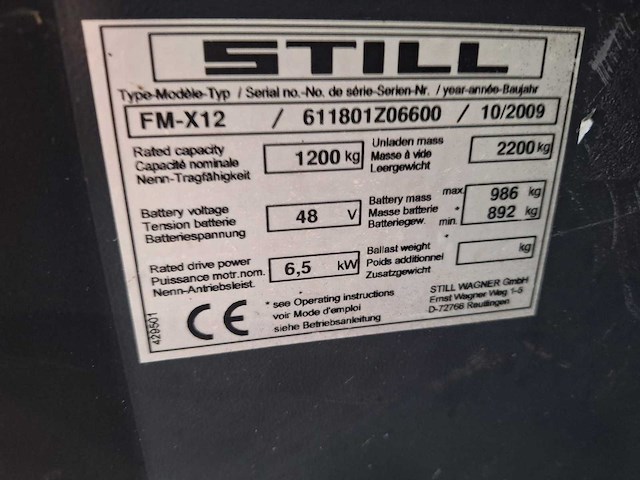 STILL
Type-Modèle-Typ / Serial no.-No. de série-Serien-Nr. / year-année-Baujahr
FM-X12 / 611801Z06600 / 10/2009
Rated capacity
Capacité nominale
Nenn-Tragfähigkeit
1200 kg
Unladen mass
Masse à vide
Leergewicht
2200 kg
Battery voltage
Tension batterie
Batteriespannung
48 V
Battery mass max.
Masse batterie *
Batteriegew. min.
986 kg
892 kg
Rated drive power
Puissance motr.nom.
Nenn-Antriebsleist.
6,5 kW
Ballast weight
Poids additionnel *
Zusatzgewicht
kg
* see Operating instructions
voir Mode d'emploi
siehe Betriebsanleitung
STILL WAGNER GmbH
Ernst Wagner Weg 1-5
D-72766 Reutlingen
CE
429501